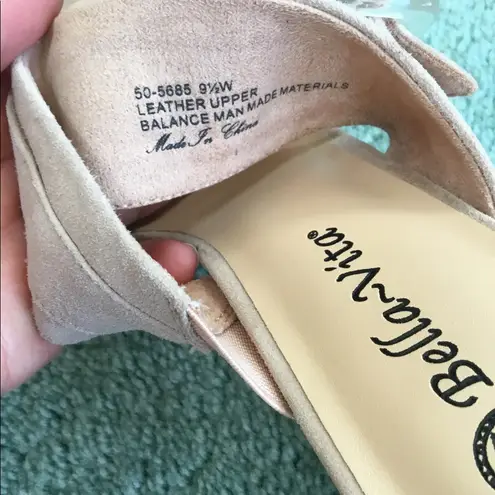 50-5685 9½W
LEATHER UPPER
BALANCE MAN MADE MATERIALS
Made In China
Bella~Vita®